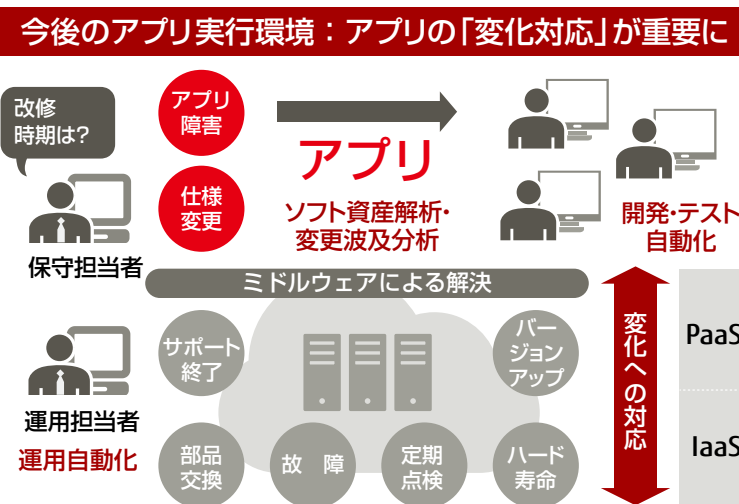 今後のアプリ実行環境：アプリの「変化対応」が重要に
改修
時期は?
アプリ
障害
アプリ
仕様
変更
ソフト資産解析・
変更波及分析
開発・テスト
自動化
保守担当者
ミドルウェアによる解決
サポート
終了
バー
ジョン
アップ
変化への対応
PaaS
運用担当者
運用自動化
部品
交換
故　障
定期
点検
ハード
寿命
IaaS